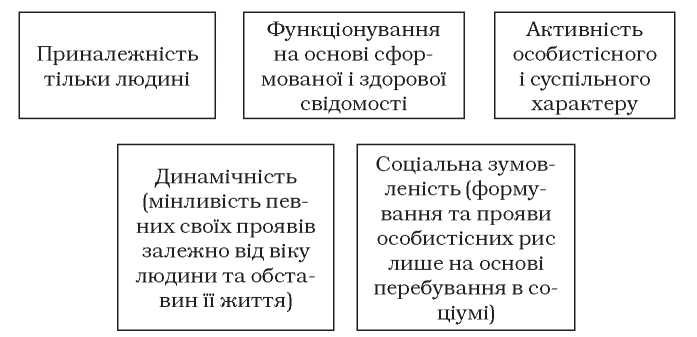 Приналежність
тільки людині
Функціонування
на основі сфор-
мованої і здорової
свідомості
Активність
особистісного
і суспільного
характеру
Динамічність
(мінливість пев-
них своїх проявів
залежно від віку
людини та обста-
вин її життя)
Соціальна зумов-
леність (форму-
вання та прояви
особистісних рис
лише на основі
перебування в со-
ціумі)